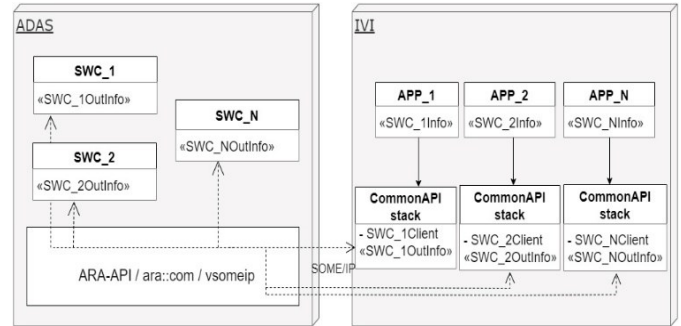 ADAS
SWC_1
«SWC_1OutInfo»
SWC_N
«SWC_NOutInfo»
SWC_2
«SWC_2OutInfo»
ARA-API / ara::com / vsomeip
SOME/IP
IVI
APP_1
«SWC_1Info»
APP_2
«SWC_2Info»
APP_N
«SWC_NInfo»
CommonAPI
stack
- SWC_1Client
«SWC_1OutInfo»
CommonAPI
stack
- SWC_2Client
«SWC_2OutInfo»
CommonAPI
stack
- SWC_NClient
«SWC_NOutInfo»